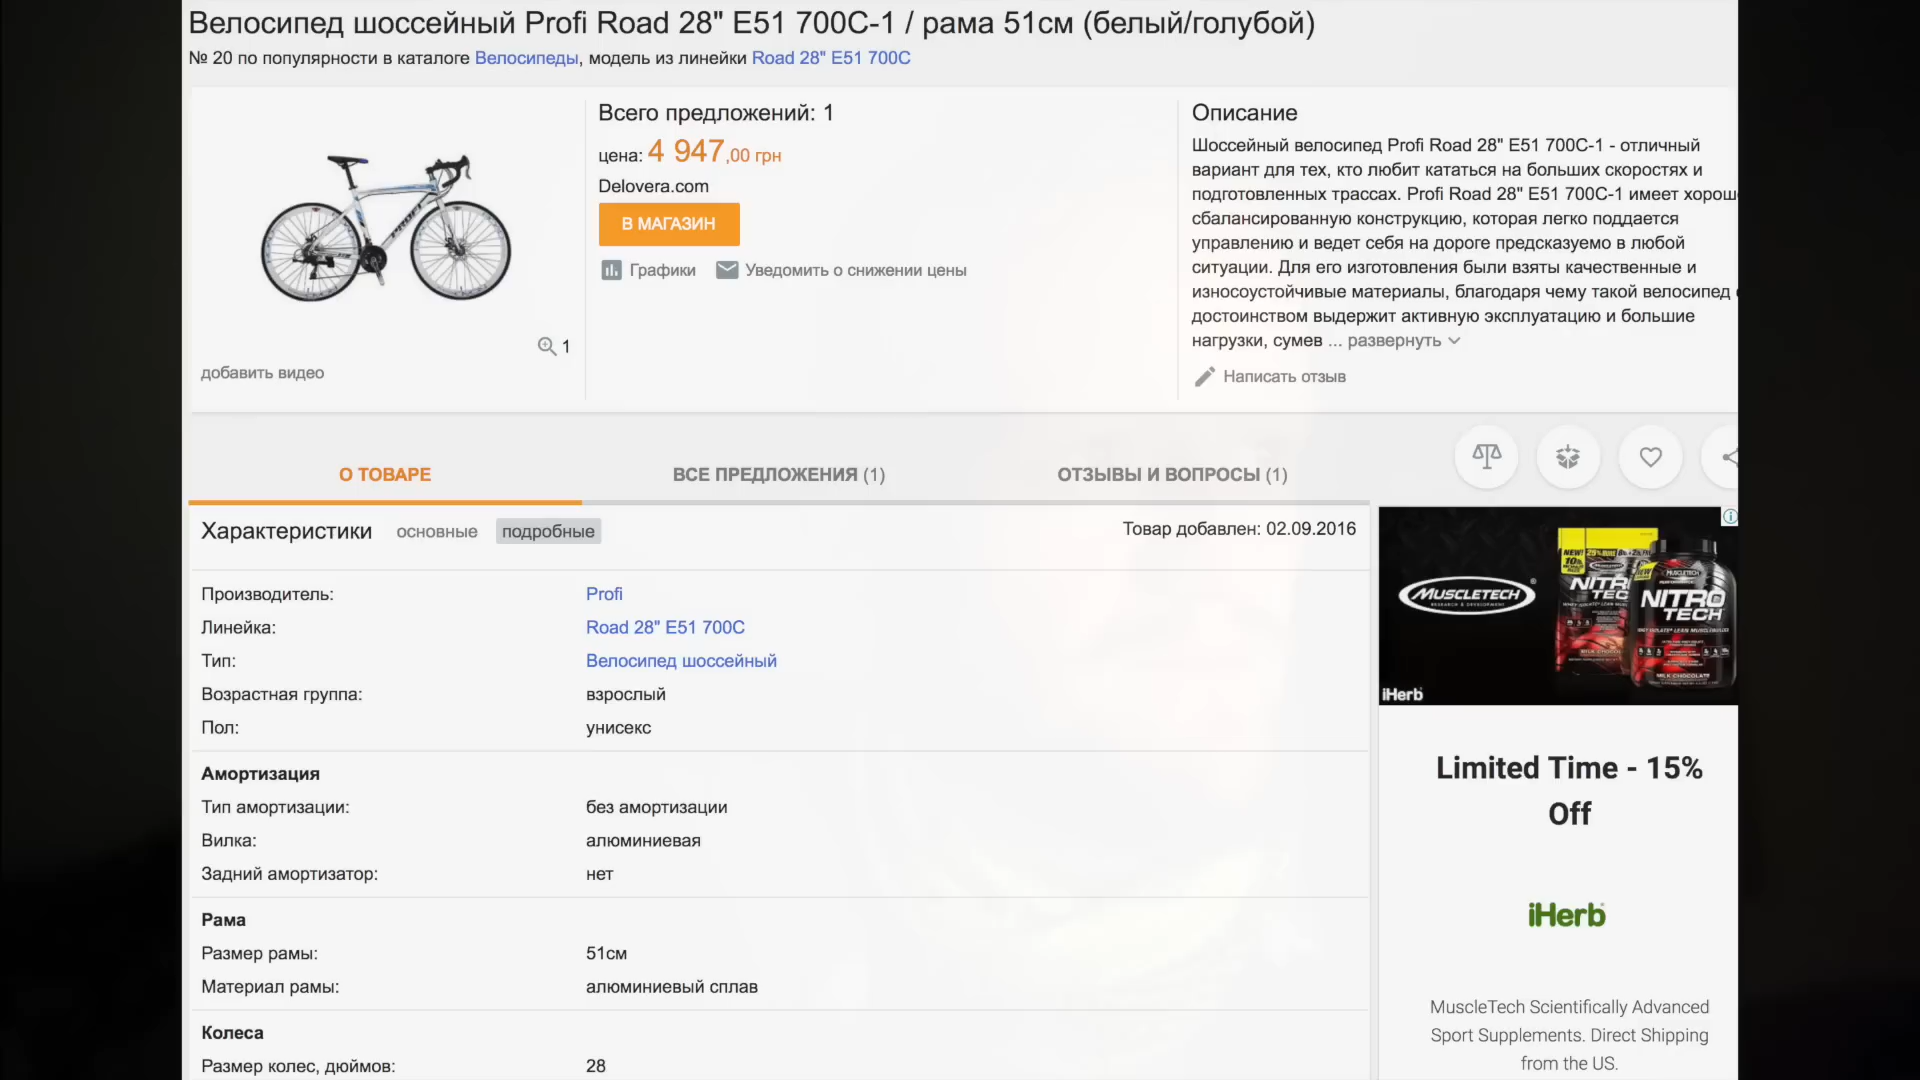 Велосипед шоссейный Profi Road 28" E51 700C-1 / рама 51см (белый/голубой)
№ 20 по популярности в каталоге Велосипеды, модель из линейки Road 28" E51 700C
1
добавить видео
Всего предложений: 1
цена: 4 947,00 грн
Delovera.com
В МАГАЗИН
Графики Уведомить о снижении цены
Описание
Шоссейный велосипед Profi Road 28" E51 700C-1 - отличный
вариант для тех, кто любит кататься на больших скоростях и
подготовленных трассах. Profi Road 28" E51 700C-1 имеет хорош
сбалансированную конструкцию, которая легко поддается
управлению и ведет себя на дороге предсказуемо в любой
ситуации. Для его изготовления были взяты качественные и
износоустойчивые материалы, благодаря чему такой велосипед
достоинством выдержит активную эксплуатацию и большие
нагрузки, сумев ... развернуть
Написать отзыв
О ТОВАРЕ
ВСЕ ПРЕДЛОЖЕНИЯ (1)
ОТЗЫВЫ И ВОПРОСЫ (1)
Характеристики основные подробные
Товар добавлен: 02.09.2016
Производитель: Profi
Линейка: Road 28" E51 700C
Тип: Велосипед шоссейный
Возрастная группа: взрослый
Пол: унисекс
Амортизация
Тип амортизации: без амортизации
Вилка: алюминиевая
Задний амортизатор: нет
Рама
Размер рамы: 51см
Материал рамы: алюминиевый сплав
Колеса
Размер колес, дюймов: 28
MUSCLETECH
RESEARCH & DEVELOPMENT
NITRO
TECH
MILK CHOCOLATE
iHerb
Limited Time - 15%
Off
iHerb
MuscleTech Scientifically Advanced
Sport Supplements. Direct Shipping
from the US.